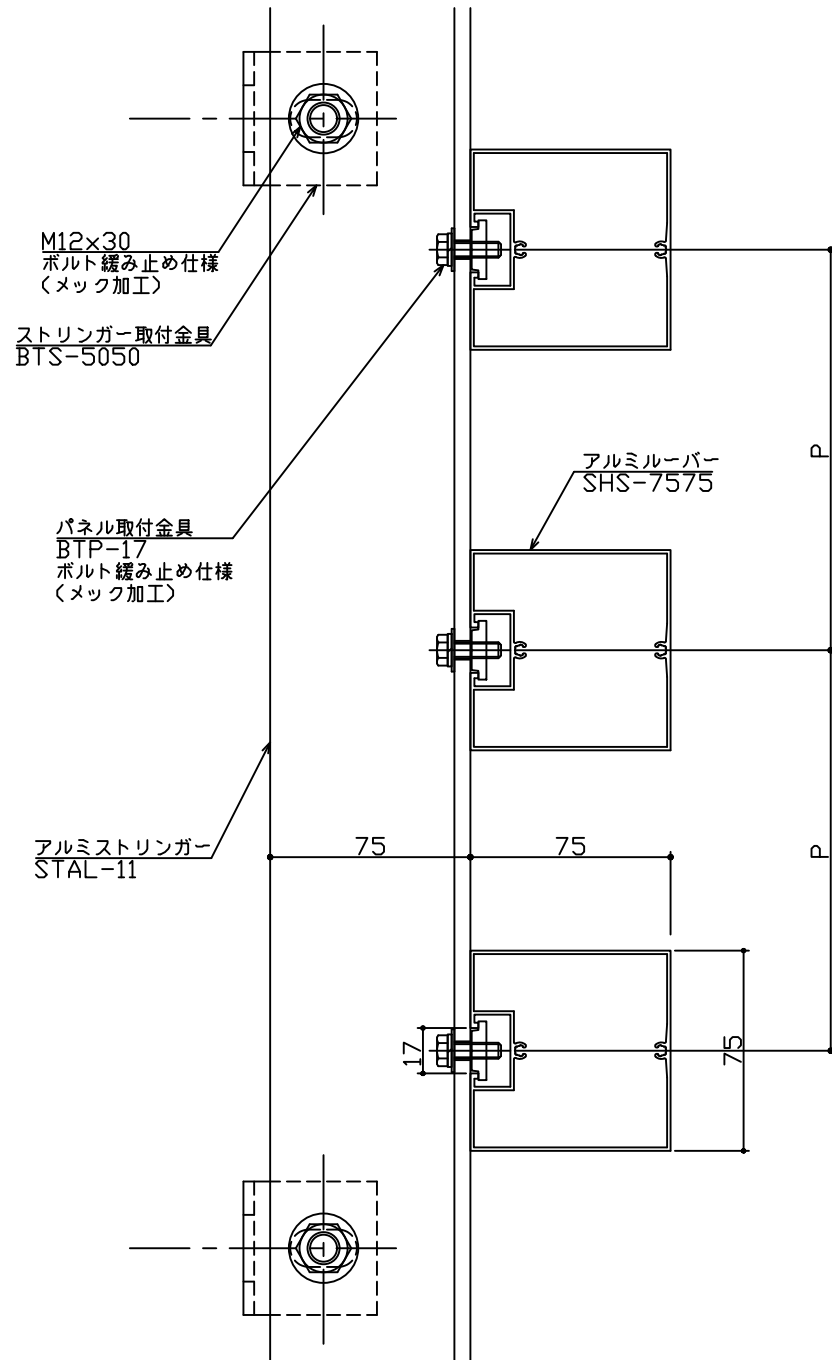 M12x30
ボルト緩み止め仕様
（メック加工）
ストリンガー取付金具
BTS-5050
パネル取付金具
BTP-17
ボルト緩み止め仕様
（メック加工）
アルミルーバー
SHS-7575
P
アルミストリンガー
STAL-11
75
75
P
17
75